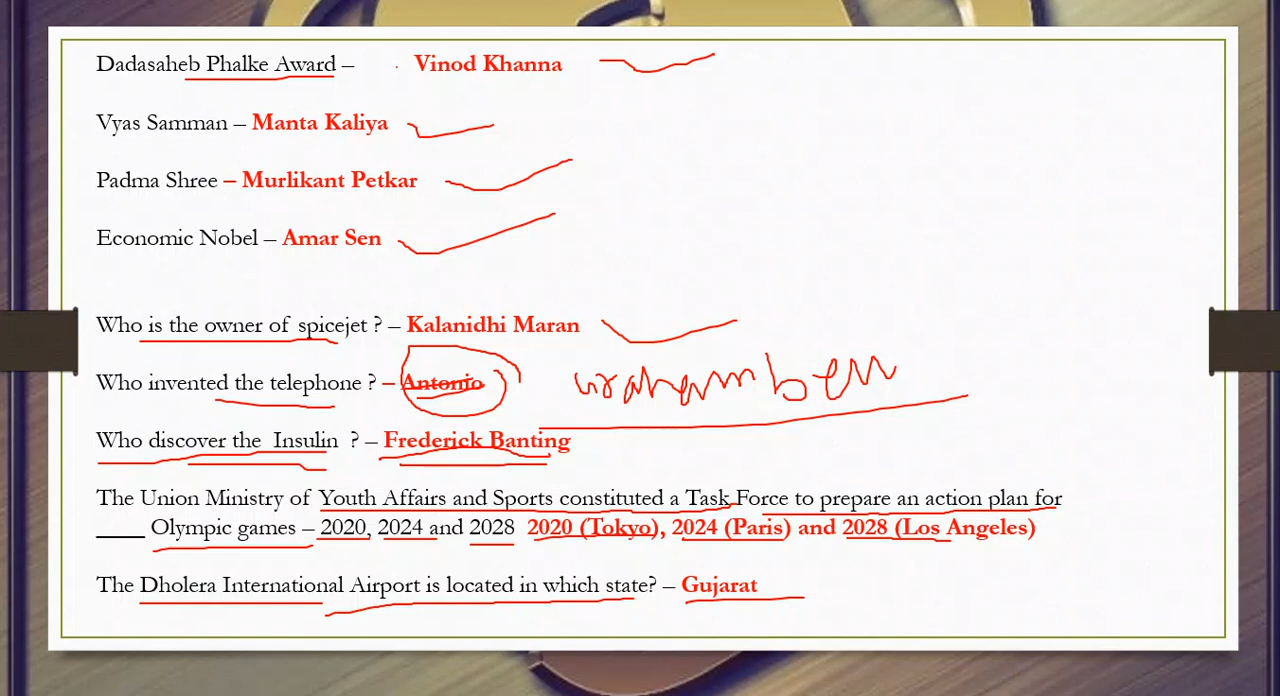 Dadasaheb Phalke Award – Vinod Khanna
Vyas Samman – Manta Kaliya
Padma Shree – Murlikant Petkar
Economic Nobel – Amar Sen
Who is the owner of spicejet ? – Kalanidhi Maran
Who invented the telephone ? – Antonio
Who discover the Insulin ? – Frederick Banting
The Union Ministry of Youth Affairs and Sports constituted a Task Force to prepare an action plan for
____ Olympic games – 2020, 2024 and 2028 2020 (Tokyo), 2024 (Paris) and 2028 (Los Angeles)
The Dholera International Airport is located in which state? – Gujarat